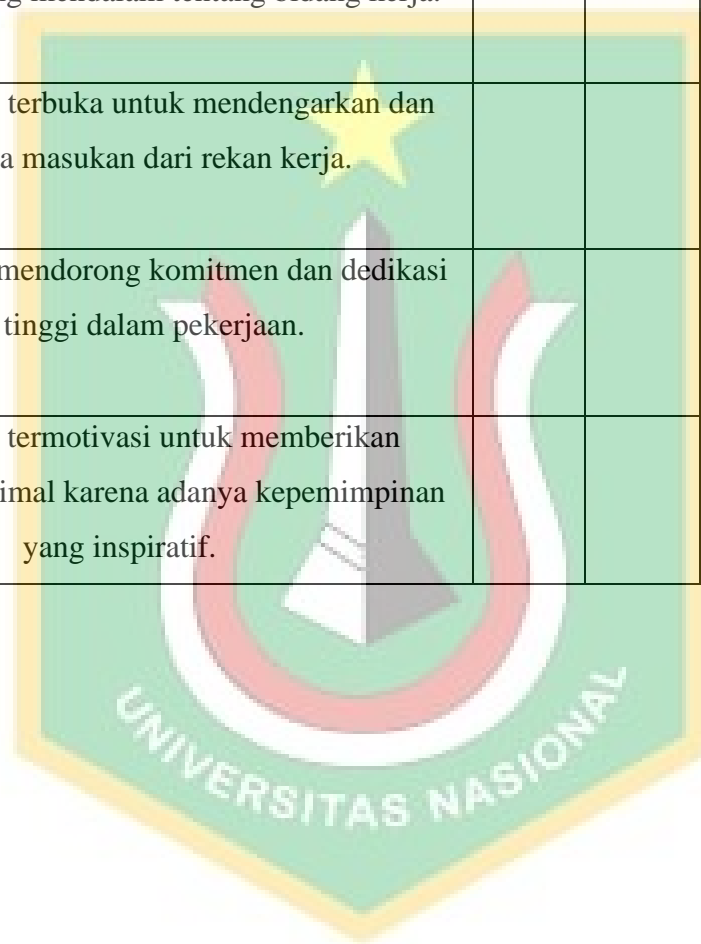 mendalam tentang bidang kerja.
terbuka untuk mendengarkan dan
a masukan dari rekan kerja.
mendorong komitmen dan dedikasi
tinggi dalam pekerjaan.
termotivasi untuk memberikan
imal karena adanya kepemimpinan
yang inspiratif.
UNIVERSITAS NASIONAL